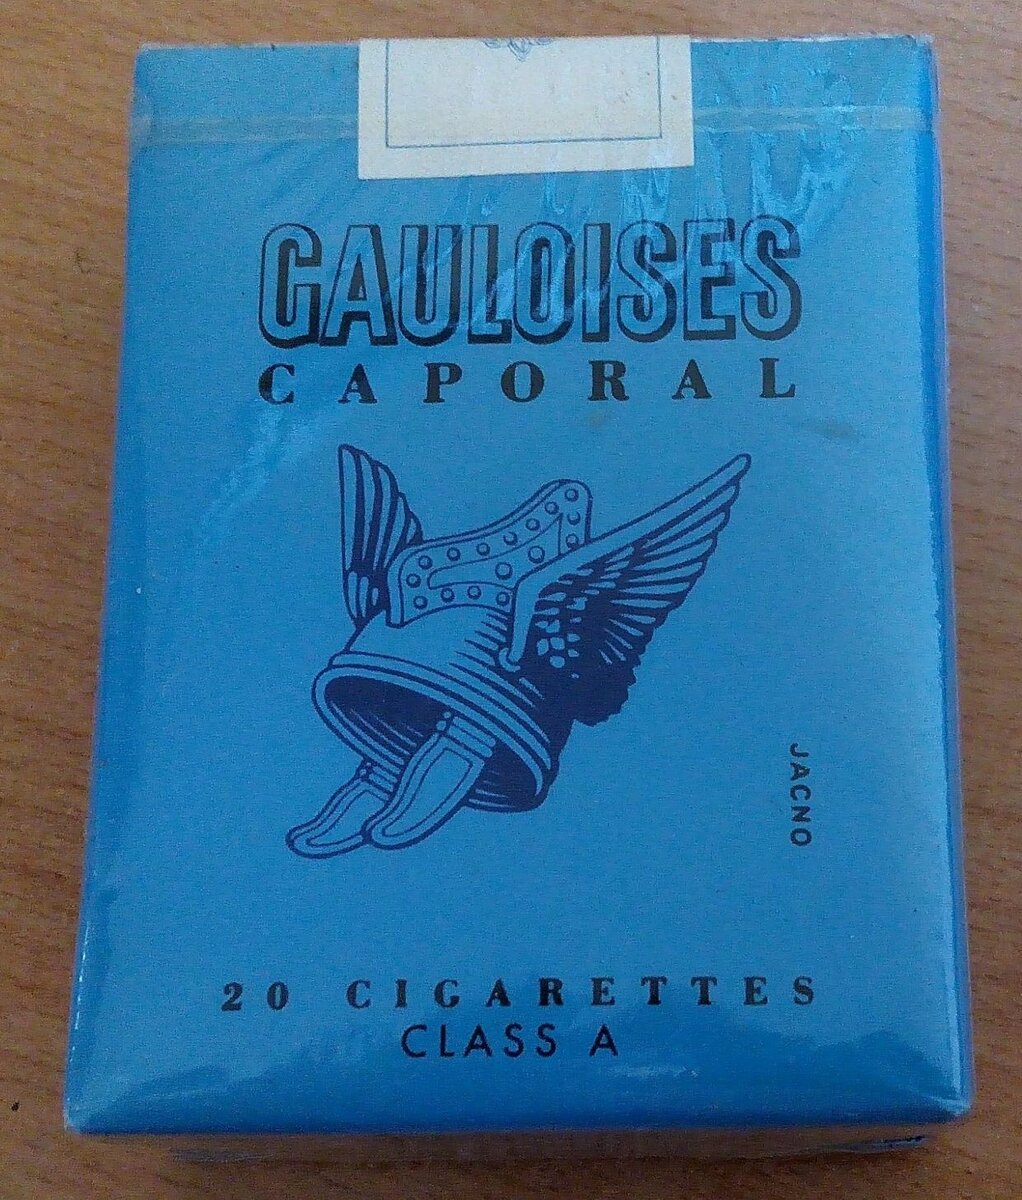 GAULOISES
CAPORAL
JACNO
20 CIGARETTES
CLASS A